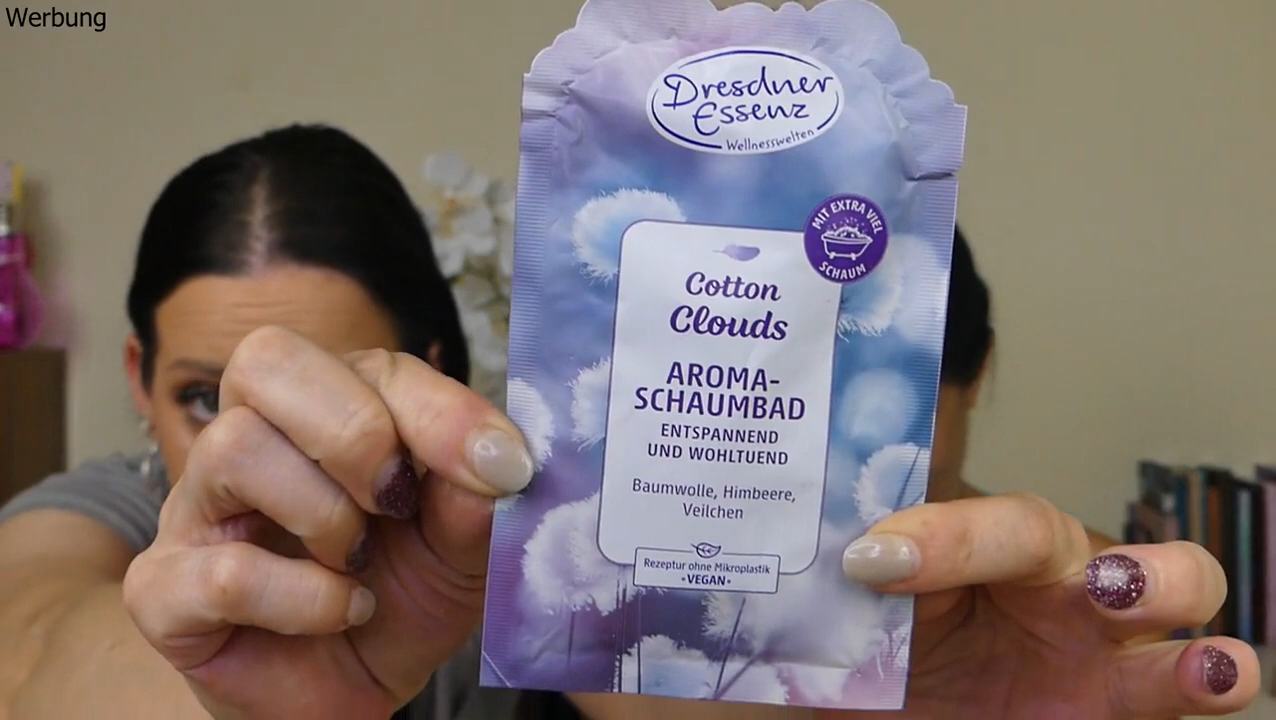 Werbung
Dresdner
Essenz
Wellnesswelten
MIT EXTRA VIEL
SCHAUM
Cotton
Clouds
AROMA-
SCHAUMBAD
ENTSPANNEND
UND WOHLTUEND
Baumwolle, Himbeere,
Veilchen
Rezeptur ohne Mikroplastik
•VEGAN•